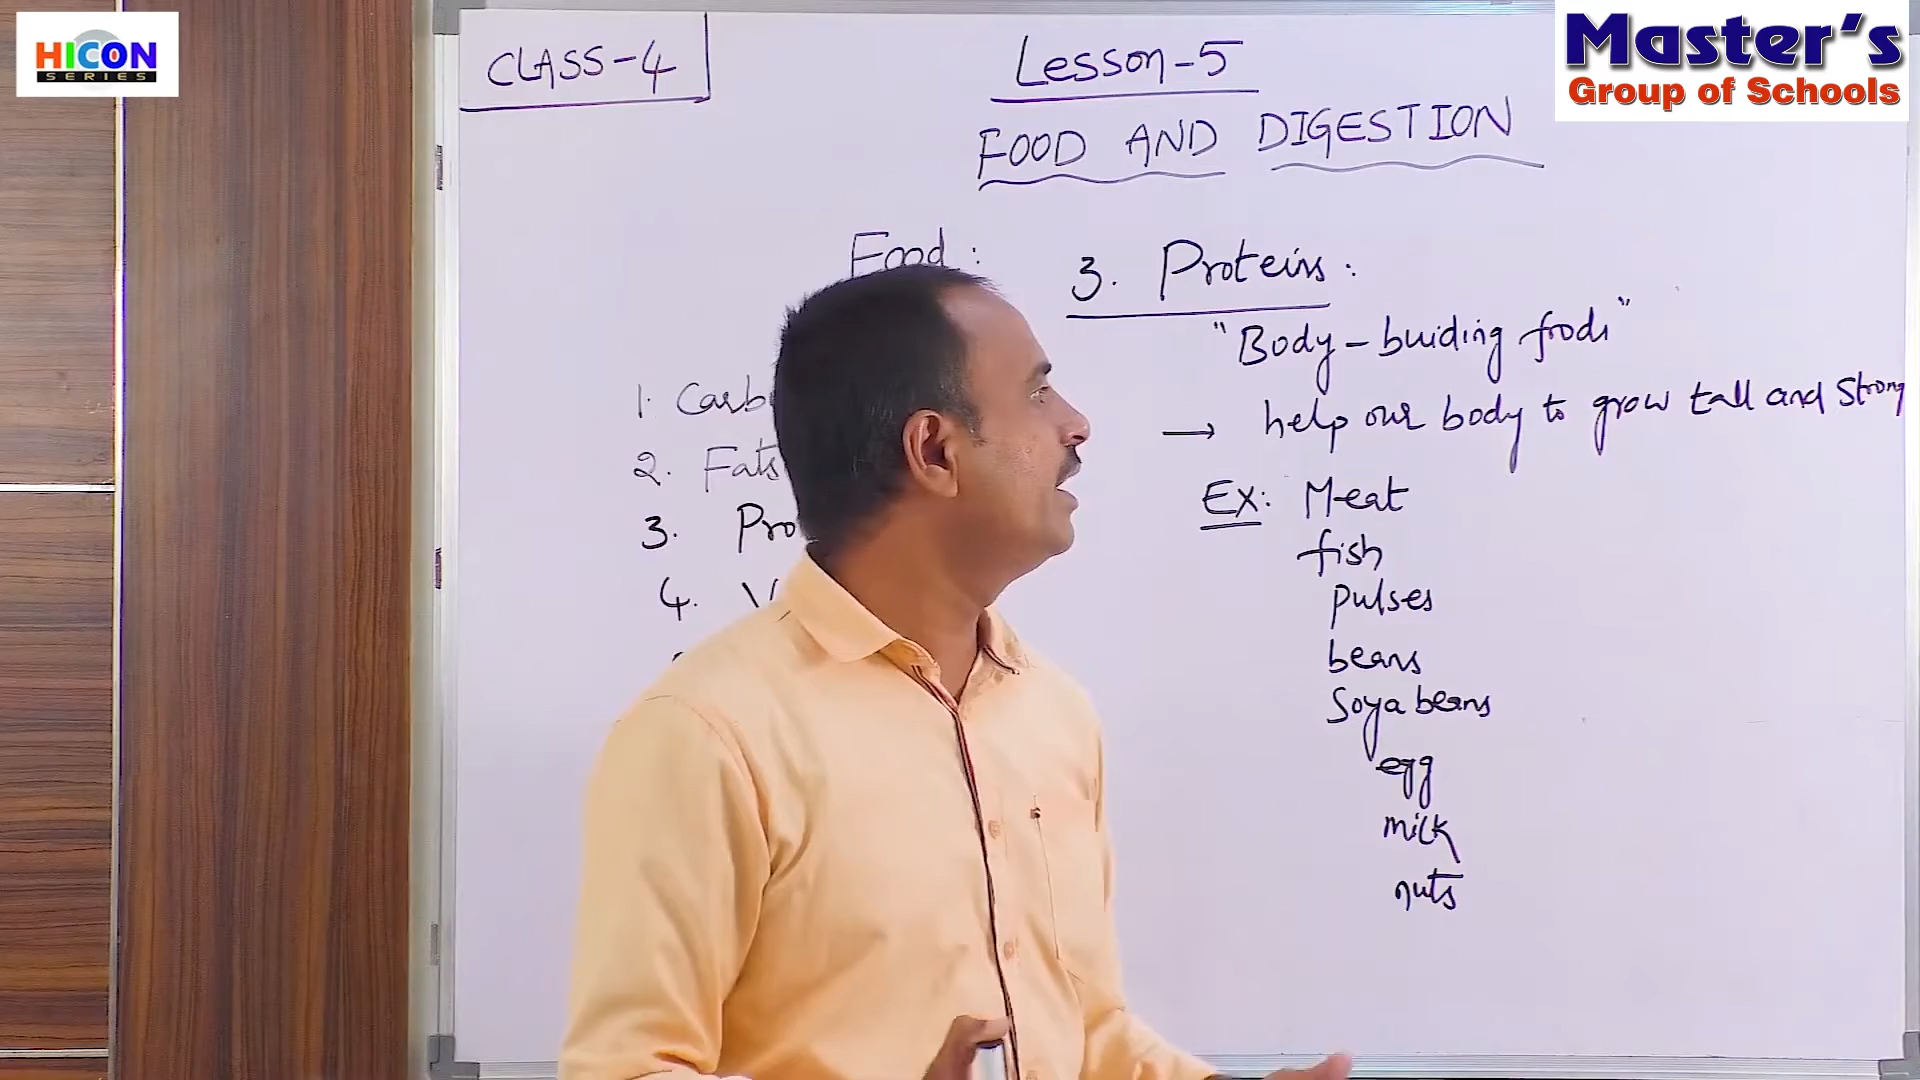 HICON
SERIES
Master's
Group of Schools
CLASS-4
Lesson-5
FOOD AND DIGESTION
Food:
1. Carb
2. Fats
3. Pro
4. V
3. Proteins:
"Body-buiding foods"
→ help our body to grow tall and strong
Ex: Meat
fish
pulses
beans
Soya beans
egg
milk
nuts